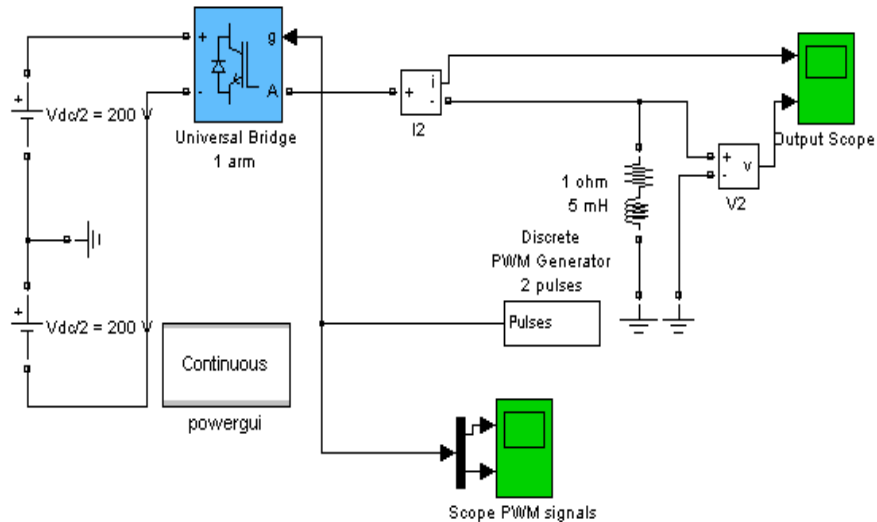 +
g
-
A
Universal Bridge
1 arm
+
Vdc/2 = 200 V
+
i
-
I2
Output Scope
+
v
-
V2
1 ohm
5 mH
Discrete
PWM Generator
2 pulses
Pulses
+
Vdc/2 = 200 V
Continuous
powergui
Scope PWM signals